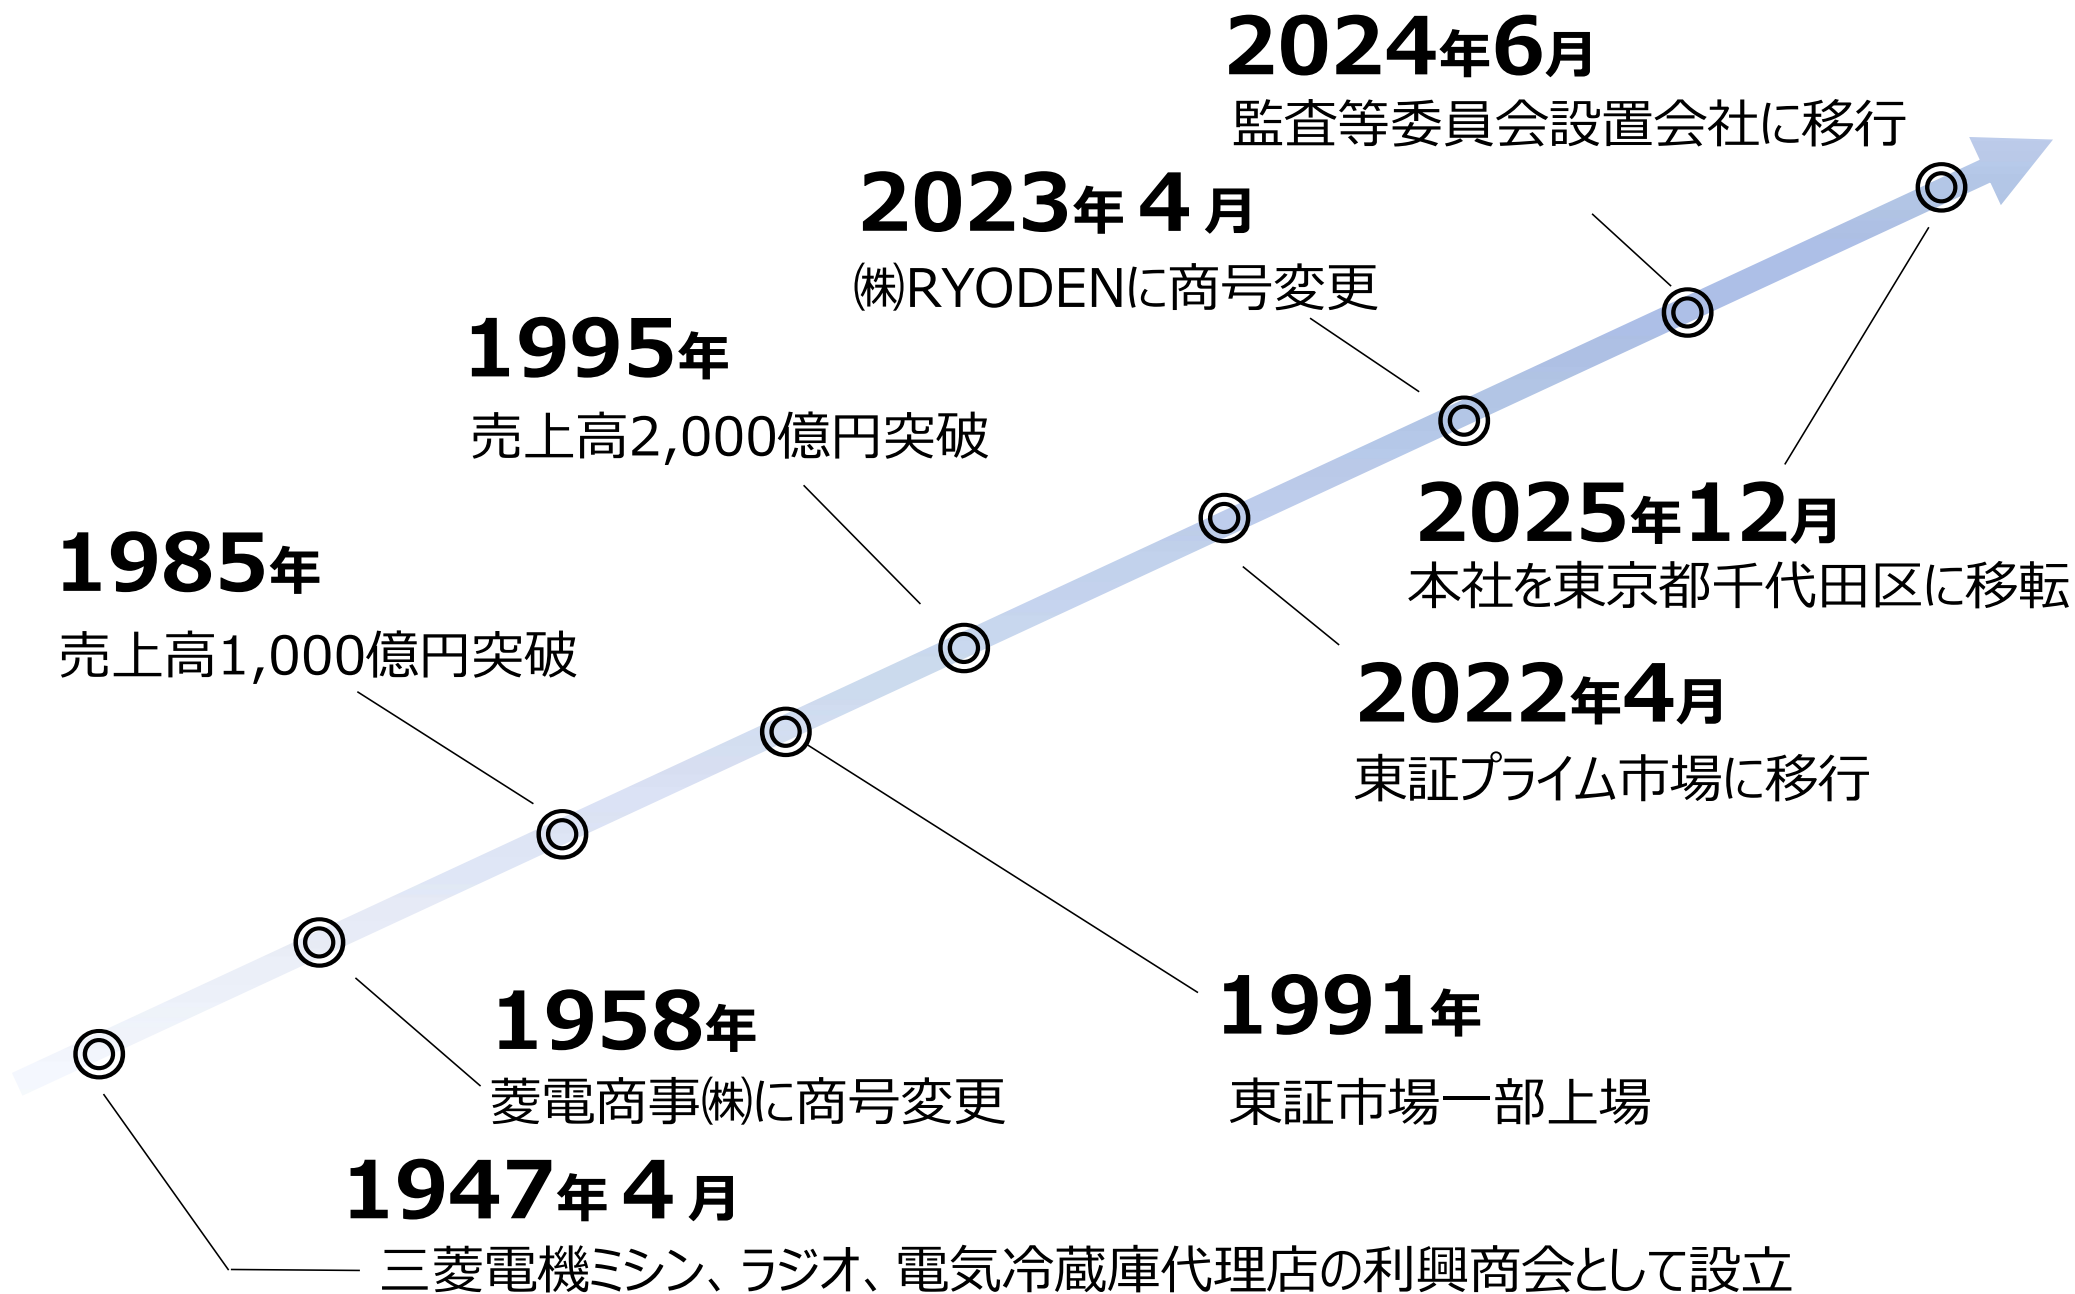 2024年6月
監査等委員会設置会社に移行
2023年４月
㈱RYODENに商号変更
1995年
売上高2,000億円突破
1985年
売上高1,000億円突破
2025年12月
本社を東京都千代田区に移転
2022年4月
東証プライム市場に移行
1991年
東証市場一部上場
1958年
菱電商事㈱に商号変更
1947年４月
三菱電機ミシン、ラジオ、電気冷蔵庫代理店の利興商会として設立